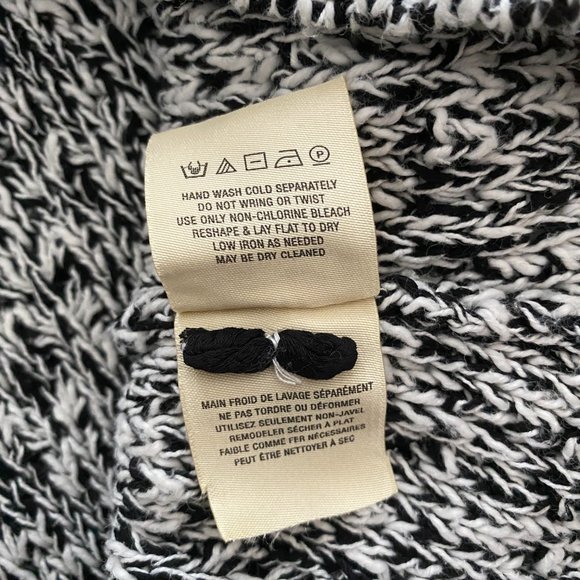 P
HAND WASH COLD SEPARATELY
DO NOT WRING OR TWIST
USE ONLY NON-CHLORINE BLEACH
RESHAPE & LAY FLAT TO DRY
LOW IRON AS NEEDED
MAY BE DRY CLEANED
MAIN FROID DE LAVAGE SÉPARÉMENT
NE PAS TORDRE OU DÉFORMER
UTILISEZ SEULEMENT NON-JAVEL
REMODELER SÉCHER À PLAT
FAIBLE COMME FER NÉCESSAIRES
PEUT ÊTRE NETTOYER À SEC